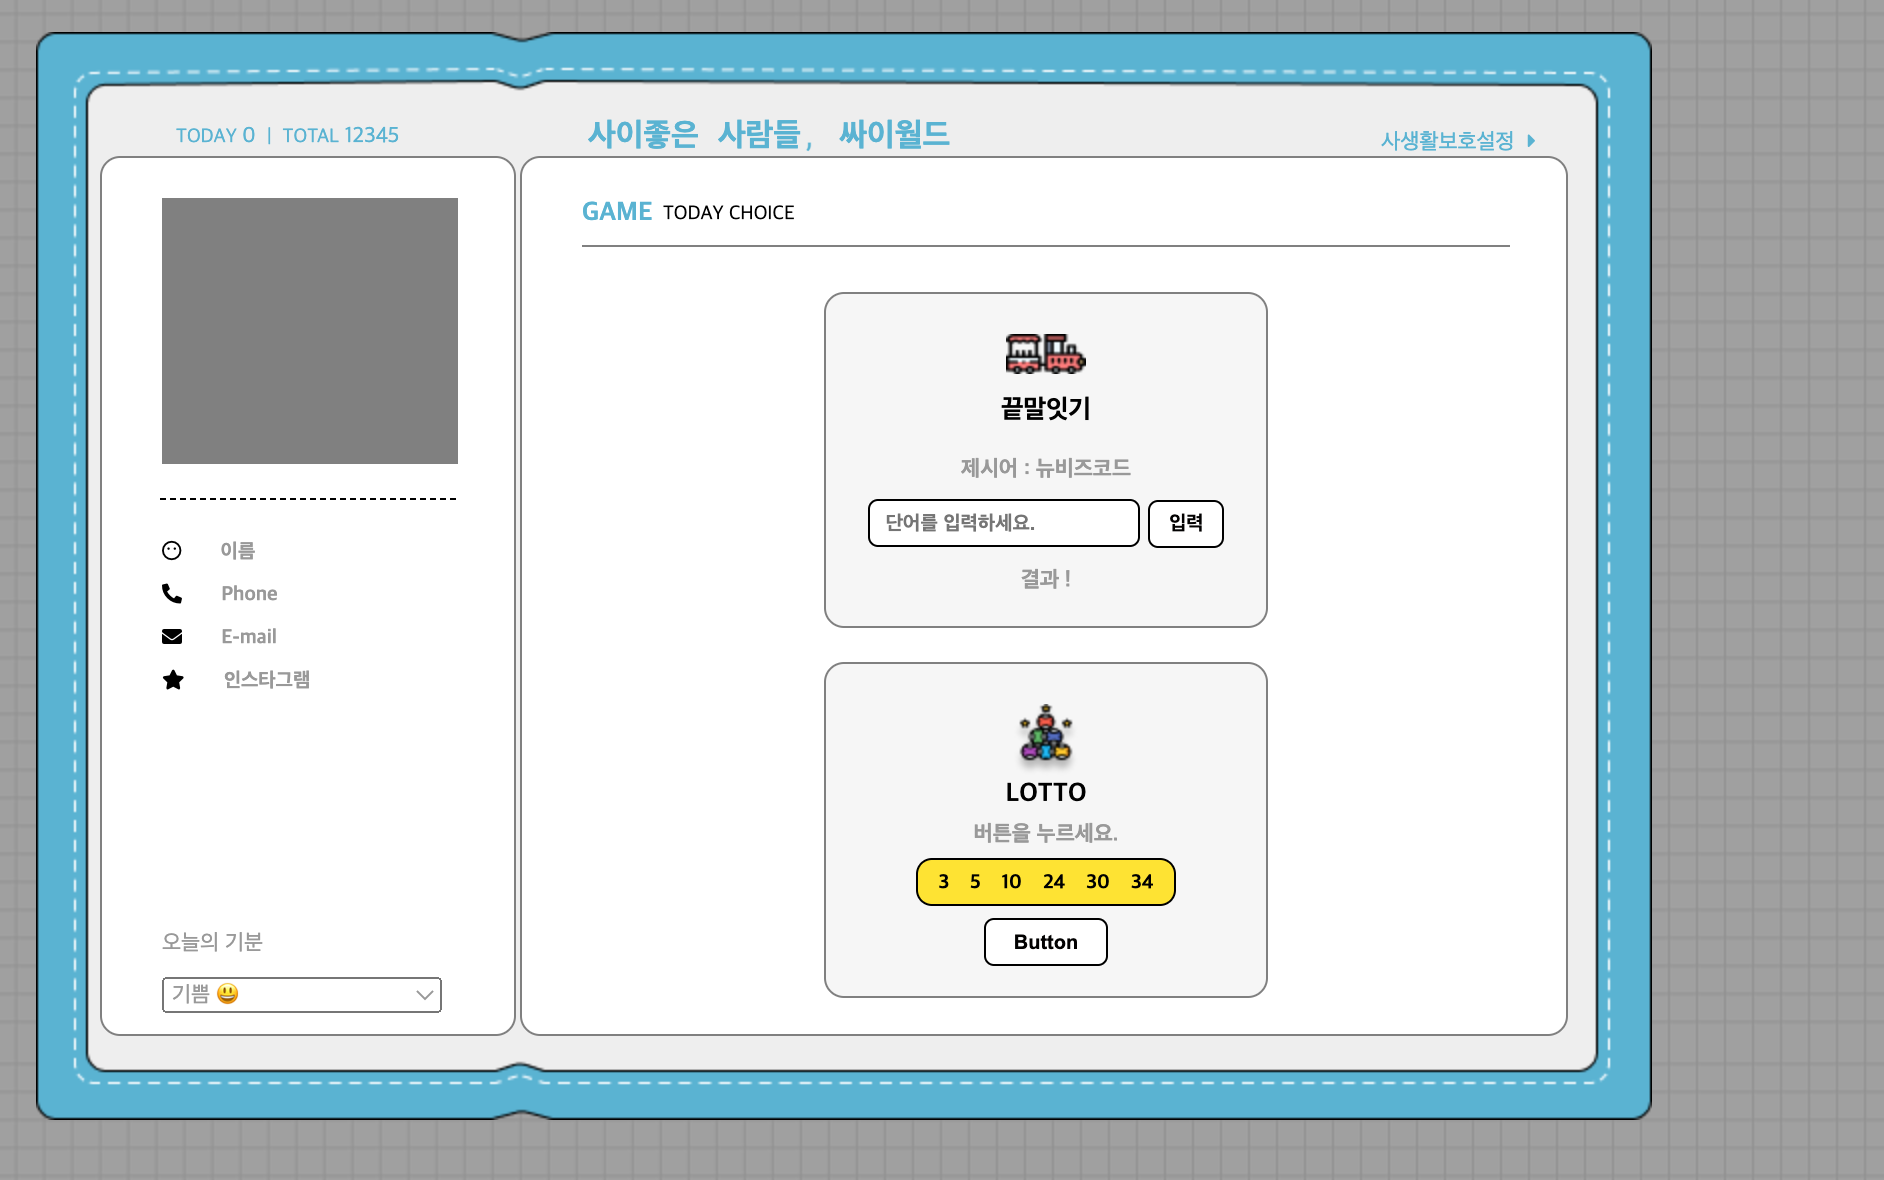 TODAY 0 | TOTAL 12345
사이좋은 사람들, 싸이월드
사생활보호설정
이름
Phone
E-mail
인스타그램
오늘의 기분
기쁨 😃
GAME TODAY CHOICE
끝말잇기
제시어 : 뉴비즈코드
단어를 입력하세요.
입력
결과 !
LOTTO
버튼을 누르세요.
3 5 10 24 30 34
Button